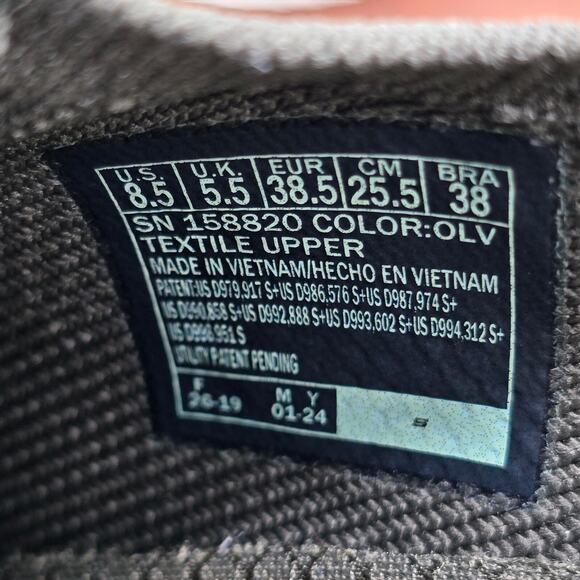 U.S. U.K. EUR CM BRA
8.5 5.5 38.5 25.5 38
SN 158820 COLOR:OLV
TEXTILE UPPER
MADE IN VIETNAM/HECHO EN VIETNAM
PATENT:US D979,917 S+US D986,576 S+US D987,974 S+
US D990,858 S+US D992,888 S+US D993,602 S+US D994,312 S+
US D998,951 S
UTILITY PATENT PENDING
F M Y
26-19 01-24